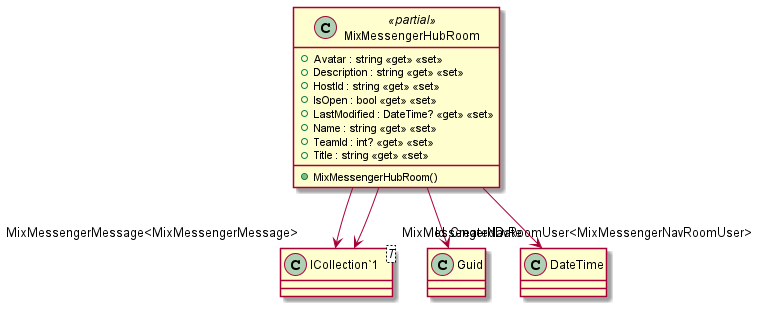 «partial»
C MixMessengerHubRoom
Avatar : string «get» «set»
Description : string «get» «set»
HostId : string «get» «set»
IsOpen : bool «get» «set»
LastModified : DateTime? «get» «set»
Name : string «get» «set»
TeamId : int? «get» «set»
Title : string «get» «set»
MixMessengerHubRoom()
MixMessengerMessage<MixMessengerMessage>
MixMessengerNavRoomUser<MixMessengerNavRoomUser>
Id
CreatedDate
C ICollection`1
T
C Guid
C DateTime